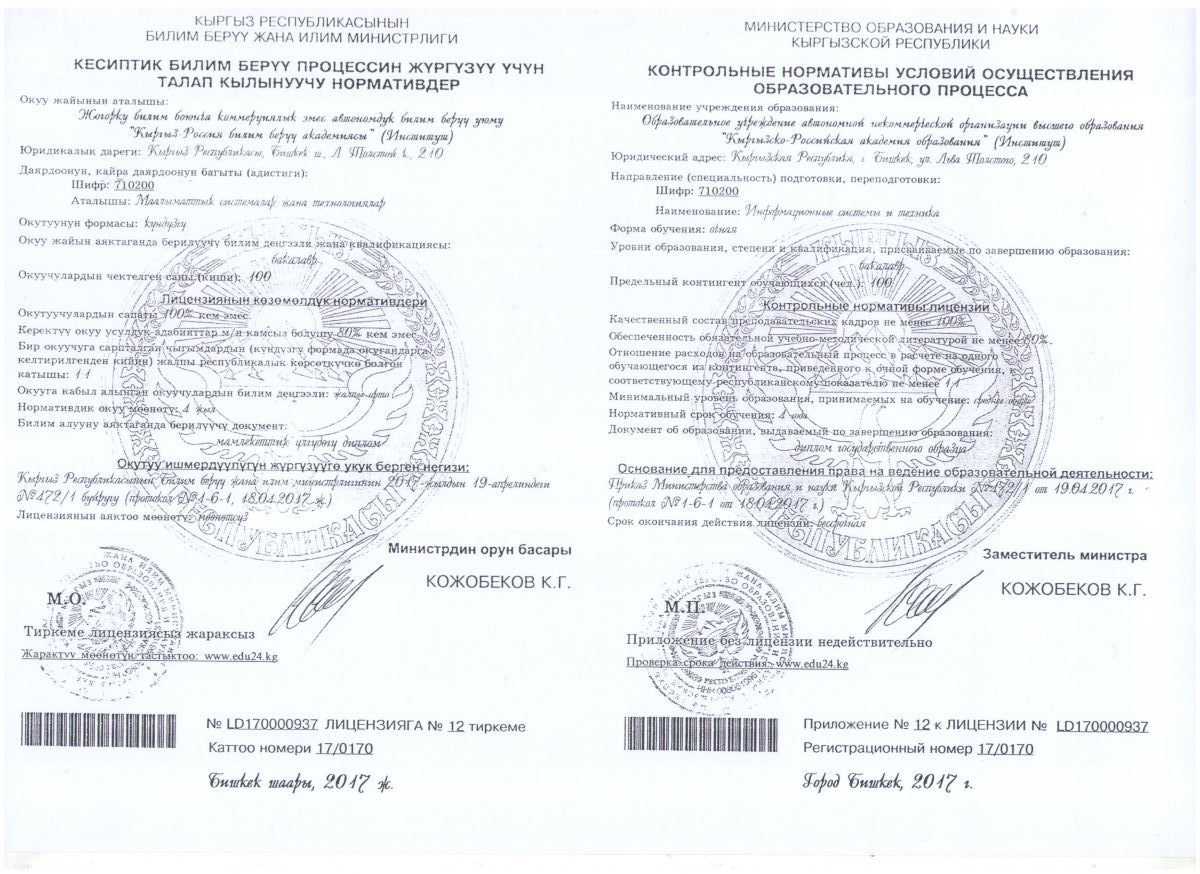 КЫРГЫЗ РЕСПУБЛИКАСЫНЫН
БИЛИМ БЕРҮҮ ЖАНА ИЛИМ МИНИСТРЛИГИ
КЕСИПТИК БИЛИМ БЕРҮҮ ПРОЦЕССИН ЖҮРГҮЗҮҮ ҮЧҮН
ТАЛАП КЫЛЫНУУЧУ НОРМАТИВДЕР
Окуу жайынын аталышы:
Жогорку билим боюнча коммерциялык эмес автономдук билим берүү уюму
"Кыргыз-Россия билим берүү академиясы" (Институт)
Юридикалык дареги: Кыргыз Республикасы, Бишкек ш., Л. Толстой к., 210
Даярдоонун, кайра даярдоонун багыты (адистиги):
Шифр: 710200
Аталышы: Маалыматтык системалар жана технологиялар
Окутуунун формасы: күндүзгү
Окуу жайын аяктаганда берилүүчү билим деңгээли жана квалификациясы:
бакалавр
Окуучулардын чектелген саны (киши): 100
Лицензиянын көзөмөлдүк нормативдери
Окутуучулардын сапаты 100% кем эмес
Керектүү окуу усулдук адабияттар м/н камсыз болушу 80% кем эмес
Бир окуучуга сарпталган чыгымдардын (күндүзгү формада окугандарга
келтирилгенден кийин) жалпы республикалык көрсөткүчкө болгон
катышы: 1.1
Окууга кабыл алынган окуучулардын билим деңгээли: жалпы орто
Нормативдик окуу мөөнөтү: 4 жыл
Билим алууну аяктаганда берилүүчү документ:
мамлекеттик үлгүдөгү диплом
Окутуу ишмердүүлүгүн жүргүзүүгө укук берген негизи:
Кыргыз Республикасынын Билим берүү жана илим министрлигинин 2017-жылдын 19-апрелиндеги
№472/1 буйругу (протокол №1-6-1, 18.04.2017-ж.)
Лицензиянын аяктоо мөөнөтү: мөөнөтсүз
Министрдин орун басары
КОЖОБЕКОВ К.Г.
М.О.
Тиркеме лицензиясыз жараксыз
Жарактуу мөөнөтүн тастыктоо: www.edu24.kg
№ LD170000937 ЛИЦЕНЗИЯГА № 12 тиркеме
Каттоо номери 17/0170
Бишкек шаары, 2017 ж.
МИНИСТЕРСТВО ОБРАЗОВАНИЯ И НАУКИ
КЫРГЫЗСКОЙ РЕСПУБЛИКИ
КОНТРОЛЬНЫЕ НОРМАТИВЫ УСЛОВИЙ ОСУЩЕСТВЛЕНИЯ
ОБРАЗОВАТЕЛЬНОГО ПРОЦЕССА
Наименование учреждения образования:
Образовательное учреждение автономной некоммерческой организации высшего образования
"Кыргызско-Российская академия образования" (Институт)
Юридический адрес: Кыргызская Республика, г. Бишкек, ул. Льва Толстого, 210
Направление (специальность) подготовки, переподготовки:
Шифр: 710200
Наименование: Информационные системы и техника
Форма обучения: очная
Уровни образования, степени и квалификация, присваиваемые по завершению образования:
бакалавр
Предельный контингент обучающихся (чел.): 100
Контрольные нормативы лицензии
Качественный состав преподавательских кадров не менее 100%
Обеспеченность обязательной учебно-методической литературой не менее 80%.
Отношение расходов на образовательный процесс в расчете на одного
обучающегося из контингента, приведённого к очной форме обучения, к
соответствующему республиканскому показателю не менее 1,1
Минимальный уровень образования, принимаемых на обучение: среднее общее
Нормативный срок обучения: 4 года
Документ об образовании, выдаваемый по завершению образования:
диплом государственного образца
Основание для предоставления права на ведение образовательной деятельности:
Приказ Министерства образования и науки Кыргызской Республики №472/1 от 19.04.2017 г.
(протокол №1-6-1 от 18.04.2017 г.)
Срок окончания действия лицензии: бессрочная
Заместитель министра
КОЖОБЕКОВ К.Г.
М.П.
Приложение без лицензии недействительно
Проверка срока действия: www.edu24.kg
Приложение № 12 к ЛИЦЕНЗИИ № LD170000937
Регистрационный номер 17/0170
Город Бишкек, 2017 г.